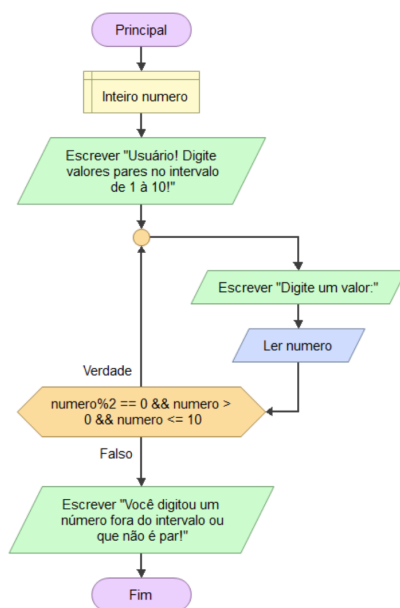 Principal
Inteiro numero
Escrever "Usuário! Digite
valores pares no intervalo
de 1 à 10!"
Escrever "Digite um valor:"
Ler numero
Verdade
numero%2 == 0 && numero >
0 && numero <= 10
Falso
Escrever "Você digitou um
número fora do intervalo ou
que não é par!"
Fim